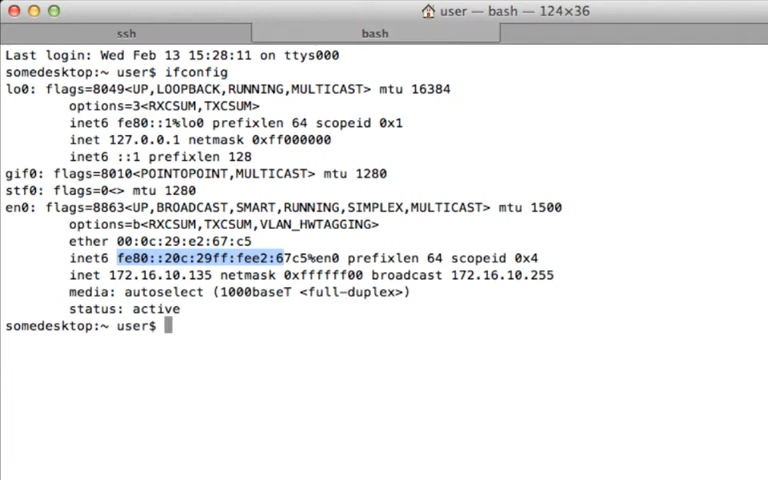 user — bash — 124×36
ssh bash
Last login: Wed Feb 13 15:28:11 on ttys000
somedesktop:~ user$ ifconfig
lo0: flags=8049<UP,LOOPBACK,RUNNING,MULTICAST> mtu 16384
options=3<RXCSUM,TXCSUM>
inet6 fe80::1%lo0 prefixlen 64 scopeid 0x1
inet 127.0.0.1 netmask 0xff000000
inet6 ::1 prefixlen 128
gif0: flags=8010<POINTOPOINT,MULTICAST> mtu 1280
stf0: flags=0<> mtu 1280
en0: flags=8863<UP,BROADCAST,SMART,RUNNING,SIMPLEX,MULTICAST> mtu 1500
options=b<RXCSUM,TXCSUM,VLAN_HWTAGGING>
ether 00:0c:29:e2:67:c5
inet6 fe80::20c:29ff:fee2:67c5%en0 prefixlen 64 scopeid 0x4
inet 172.16.10.135 netmask 0xffffff00 broadcast 172.16.10.255
media: autoselect (1000baseT <full-duplex>)
status: active
somedesktop:~ user$